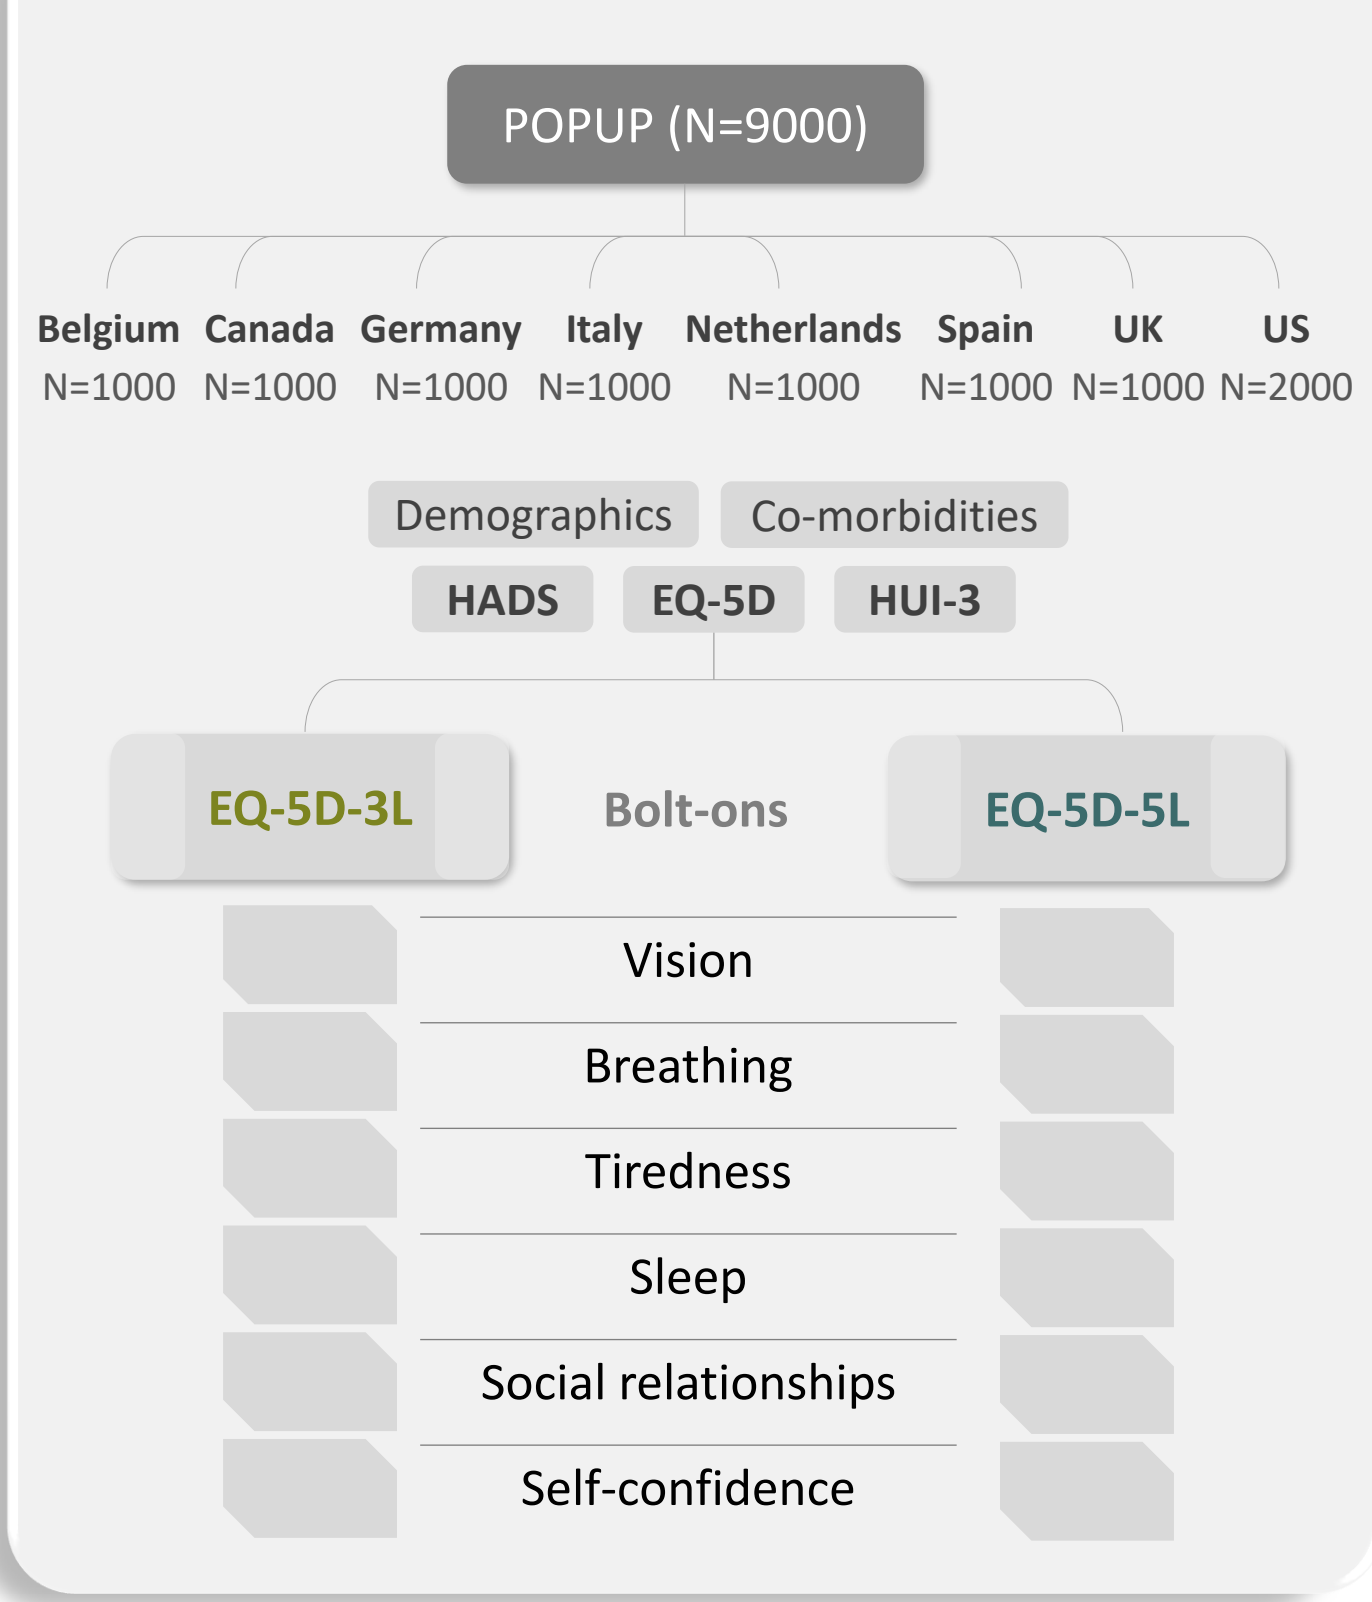 POPUP (N=9000)
Belgium Canada Germany Italy Netherlands Spain UK US
N=1000 N=1000 N=1000 N=1000 N=1000 N=1000 N=1000 N=2000
Demographics Co-morbidities
HADS EQ-5D HUI-3
EQ-5D-3L Bolt-ons EQ-5D-5L
Vision
Breathing
Tiredness
Sleep
Social relationships
Self-confidence